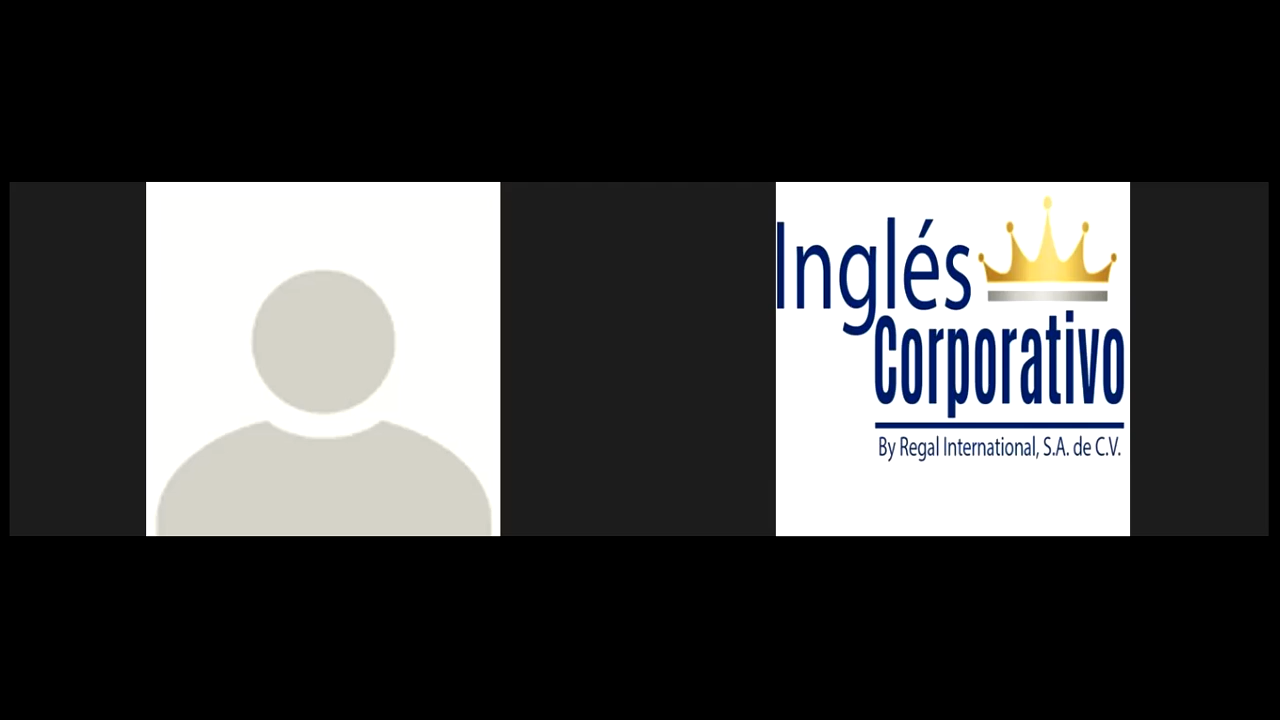 Inglés
Corporativo
By Regal International, S.A. de C.V.